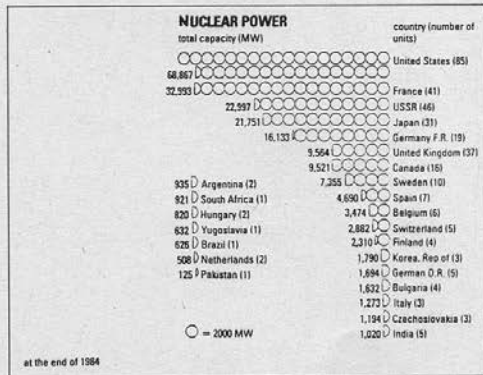 NUCLEAR POWER
total capacity (MW)
country (number of units)
United States (85)
68,867
32,993 France (41)
22,997 USSR (46)
21,751 Japan (31)
16,133 Germany F.R. (19)
9,564 United Kingdom (37)
9,521 Canada (16)
7,355 Sweden (10)
4,690 Spain (7)
3,474 Belgium (6)
2,882 Switzerland (5)
2,310 Finland (4)
1,790 Korea, Rep of (3)
1,694 German D.R. (5)
1,632 Bulgaria (4)
1,273 Italy (3)
1,194 Czechoslovakia (3)
1,020 India (5)
935 Argentina (2)
921 South Africa (1)
820 Hungary (2)
632 Yugoslavia (1)
626 Brazil (1)
508 Netherlands (2)
125 Pakistan (1)
= 2000 MW
at the end of 1984